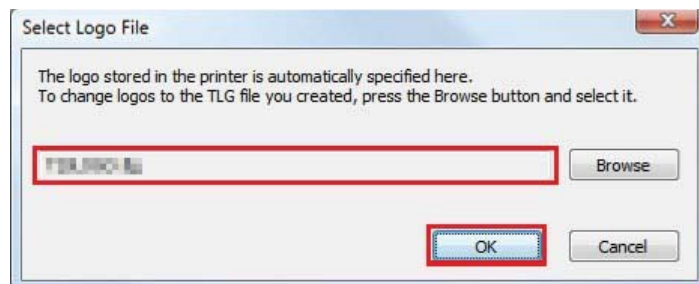 Select Logo File
The logo stored in the printer is automatically specified here.
To change logos to the TLG file you created, press the Browse button and select it.
Browse
OK
Cancel